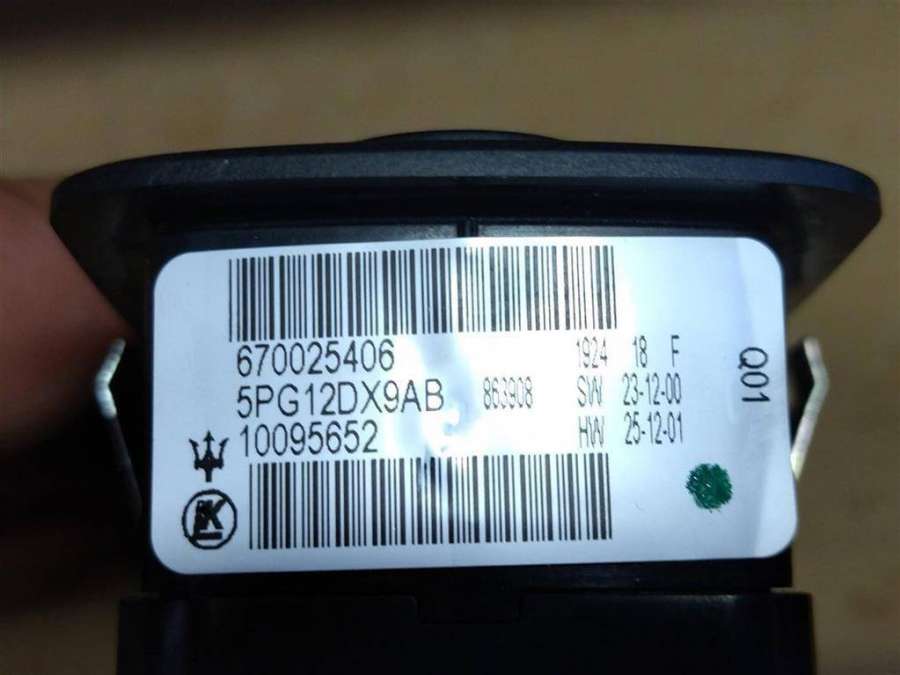 670025406 1924 18 F
5PG12DX9AB 863908 SW 23-12-00
10095652 HW 25-12-01
Q01
K